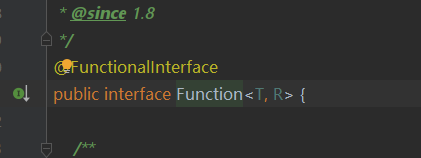 * @since 1.8
*/
@FunctionalInterface
public interface Function<T, R> {
/**